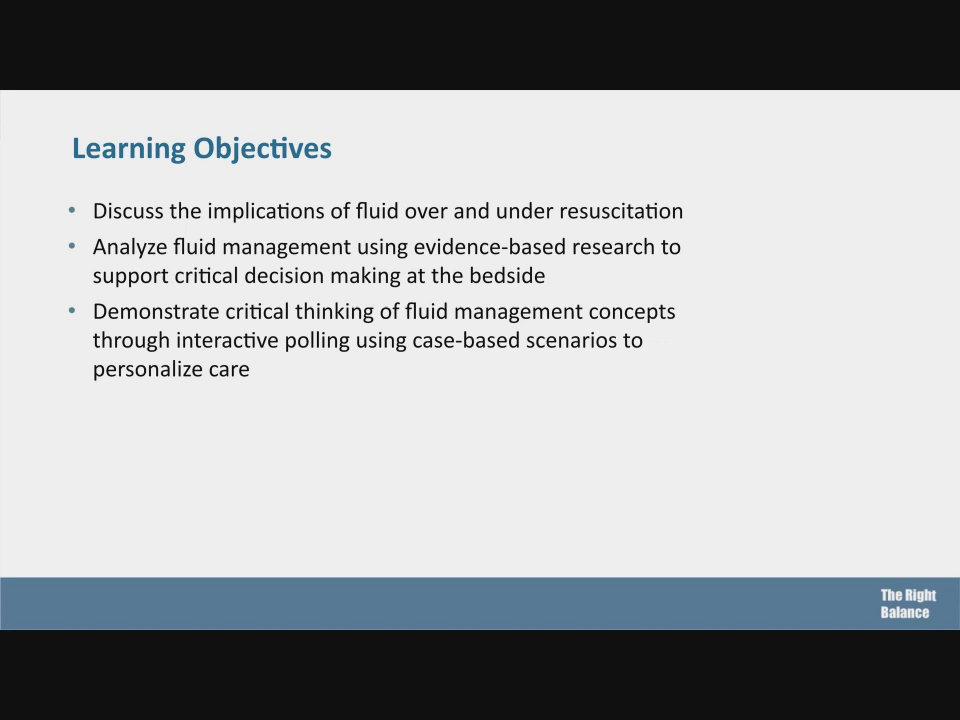 Learning Objectives
• Discuss the implications of fluid over and under resuscitation
• Analyze fluid management using evidence-based research to
support critical decision making at the bedside
• Demonstrate critical thinking of fluid management concepts
through interactive polling using case-based scenarios to
personalize care
The Right
Balance